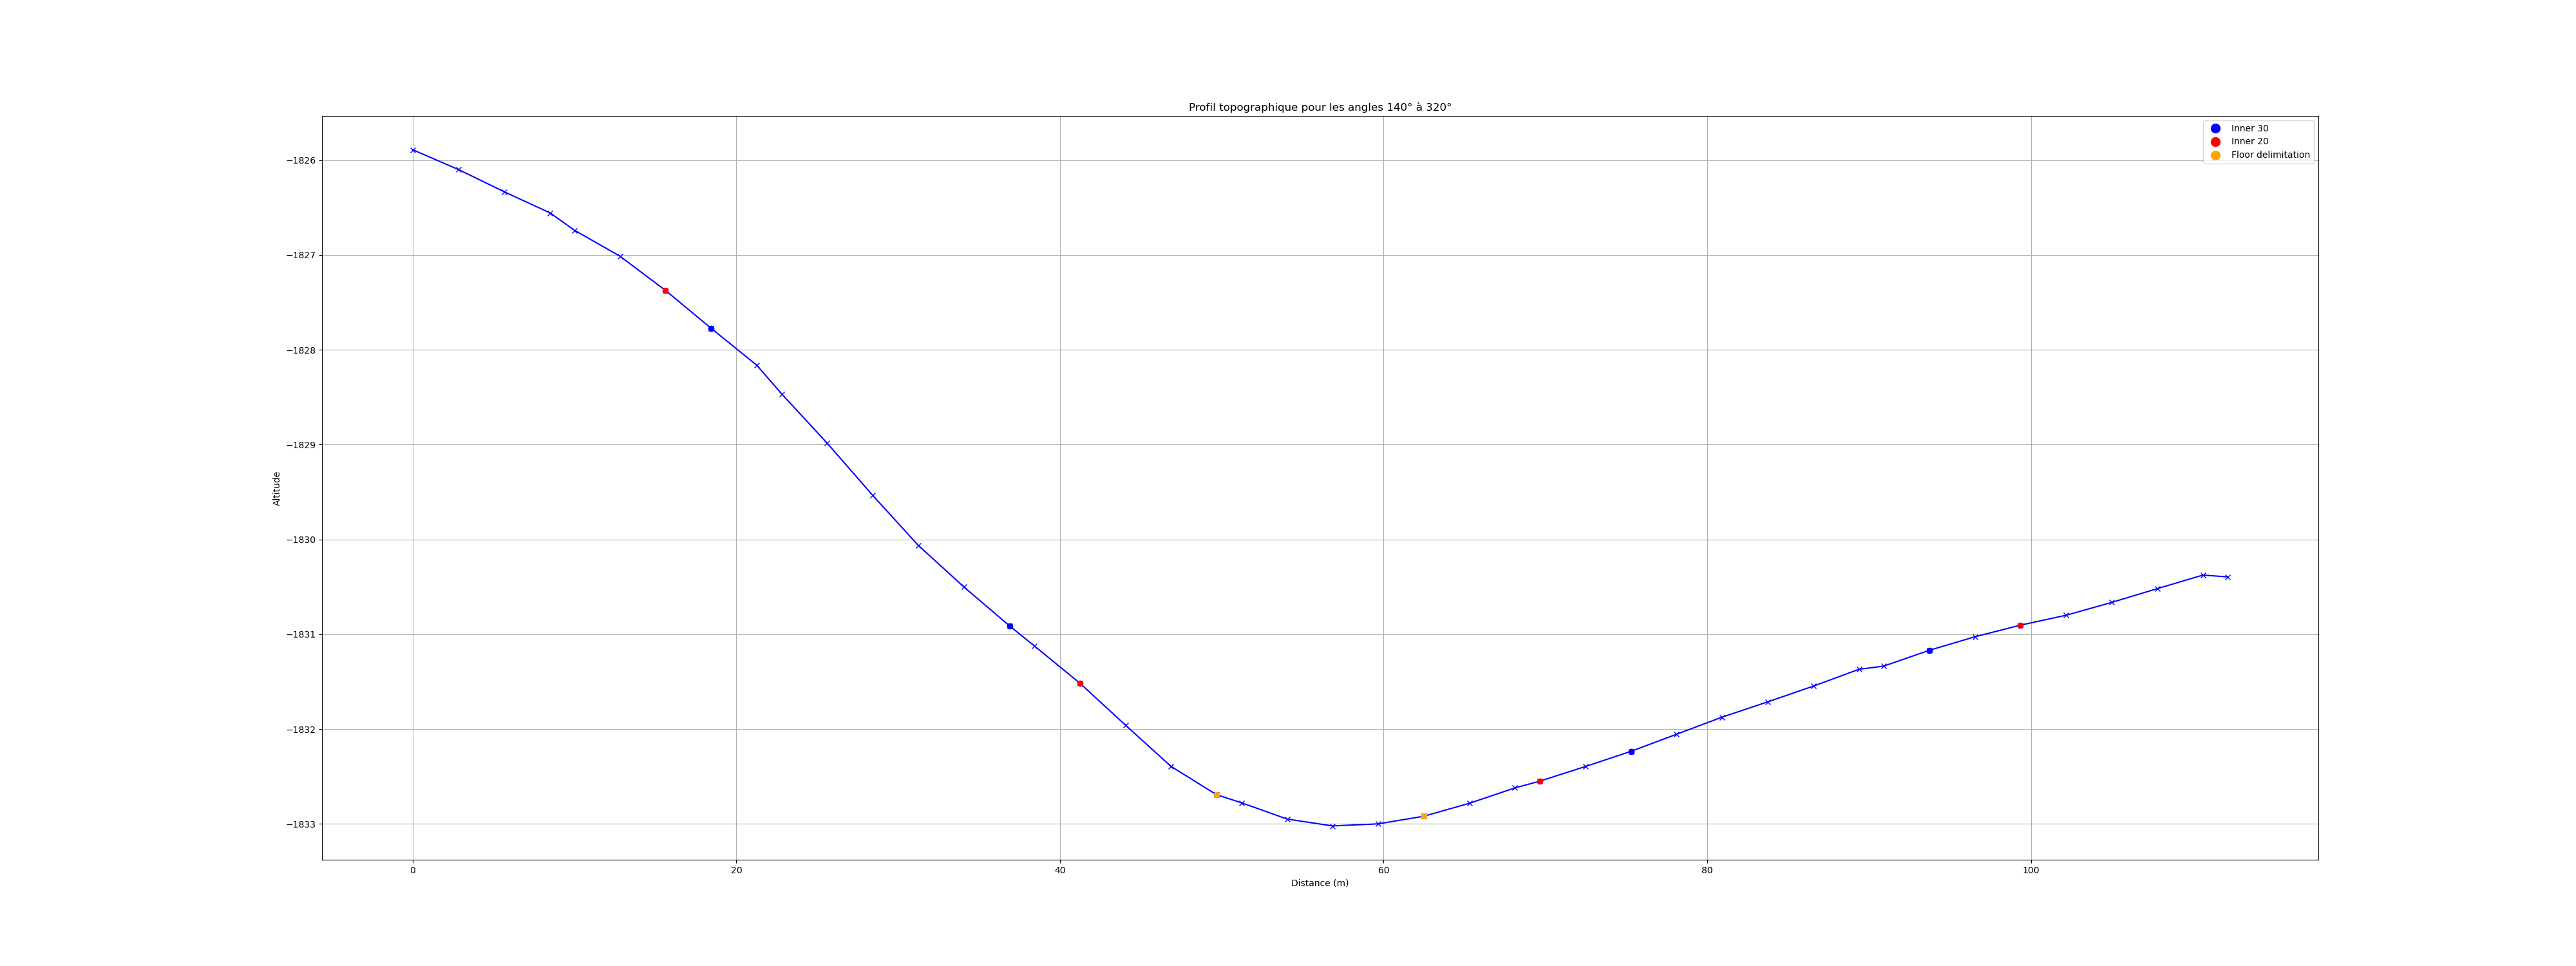 Profil topographique pour les angles 140° à 320°
Inner 30
Inner 20
Floor delimitation
−1826
−1827
−1828
−1829
−1830
−1831
−1832
−1833
Altitude
0 20 40 60 80 100
Distance (m)